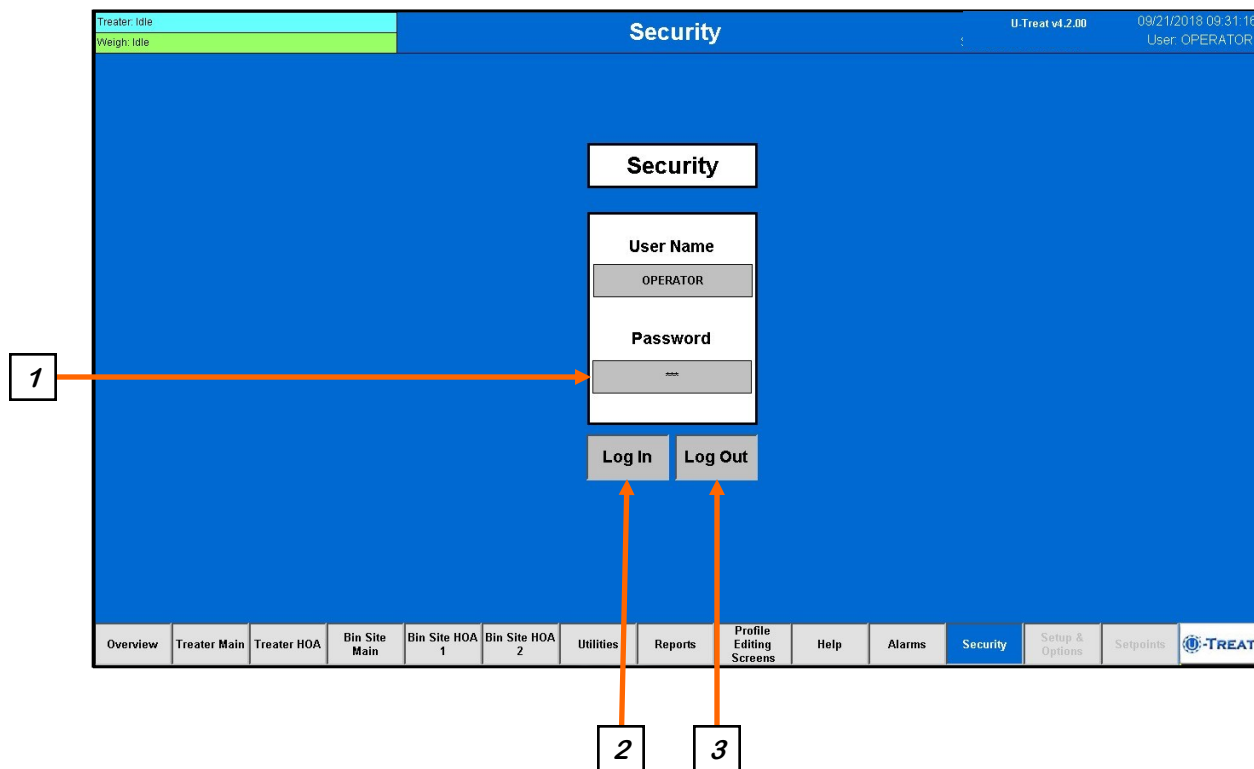 Treater: Idle
Weigh: Idle
Security
U-Treat v4.2.00
09/21/2018 09:31:16
User: OPERATOR
Security
User Name
OPERATOR
Password
***
1
Log In
Log Out
Overview
Treater Main
Treater HOA
Bin Site
Main
Bin Site HOA
1
Bin Site HOA
2
Utilities
Reports
Profile
Editing
Screens
Help
Alarms
Security
Setup &
Options
Setpoints
U-TREAT
2
3